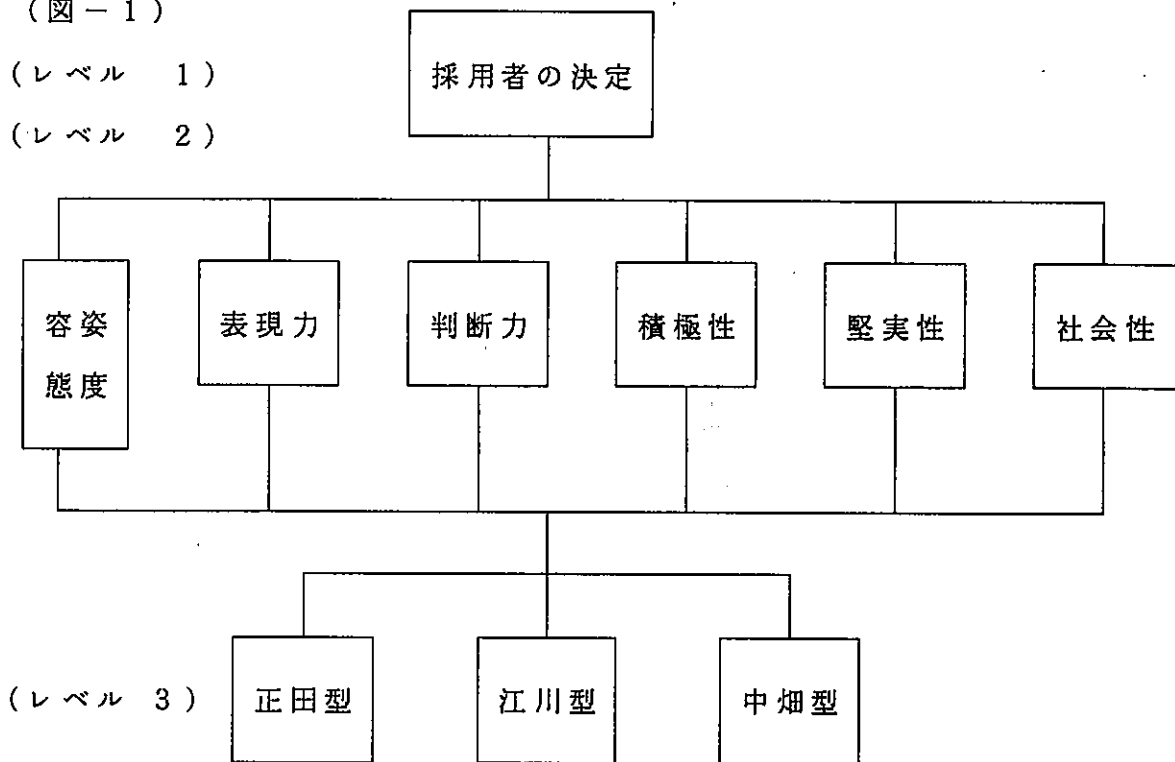 (図－1)
(レベル 1)
採用者の決定
(レベル 2)
容姿
態度
表現力
判断力
積極性
堅実性
社会性
(レベル 3)
正田型
江川型
中畑型